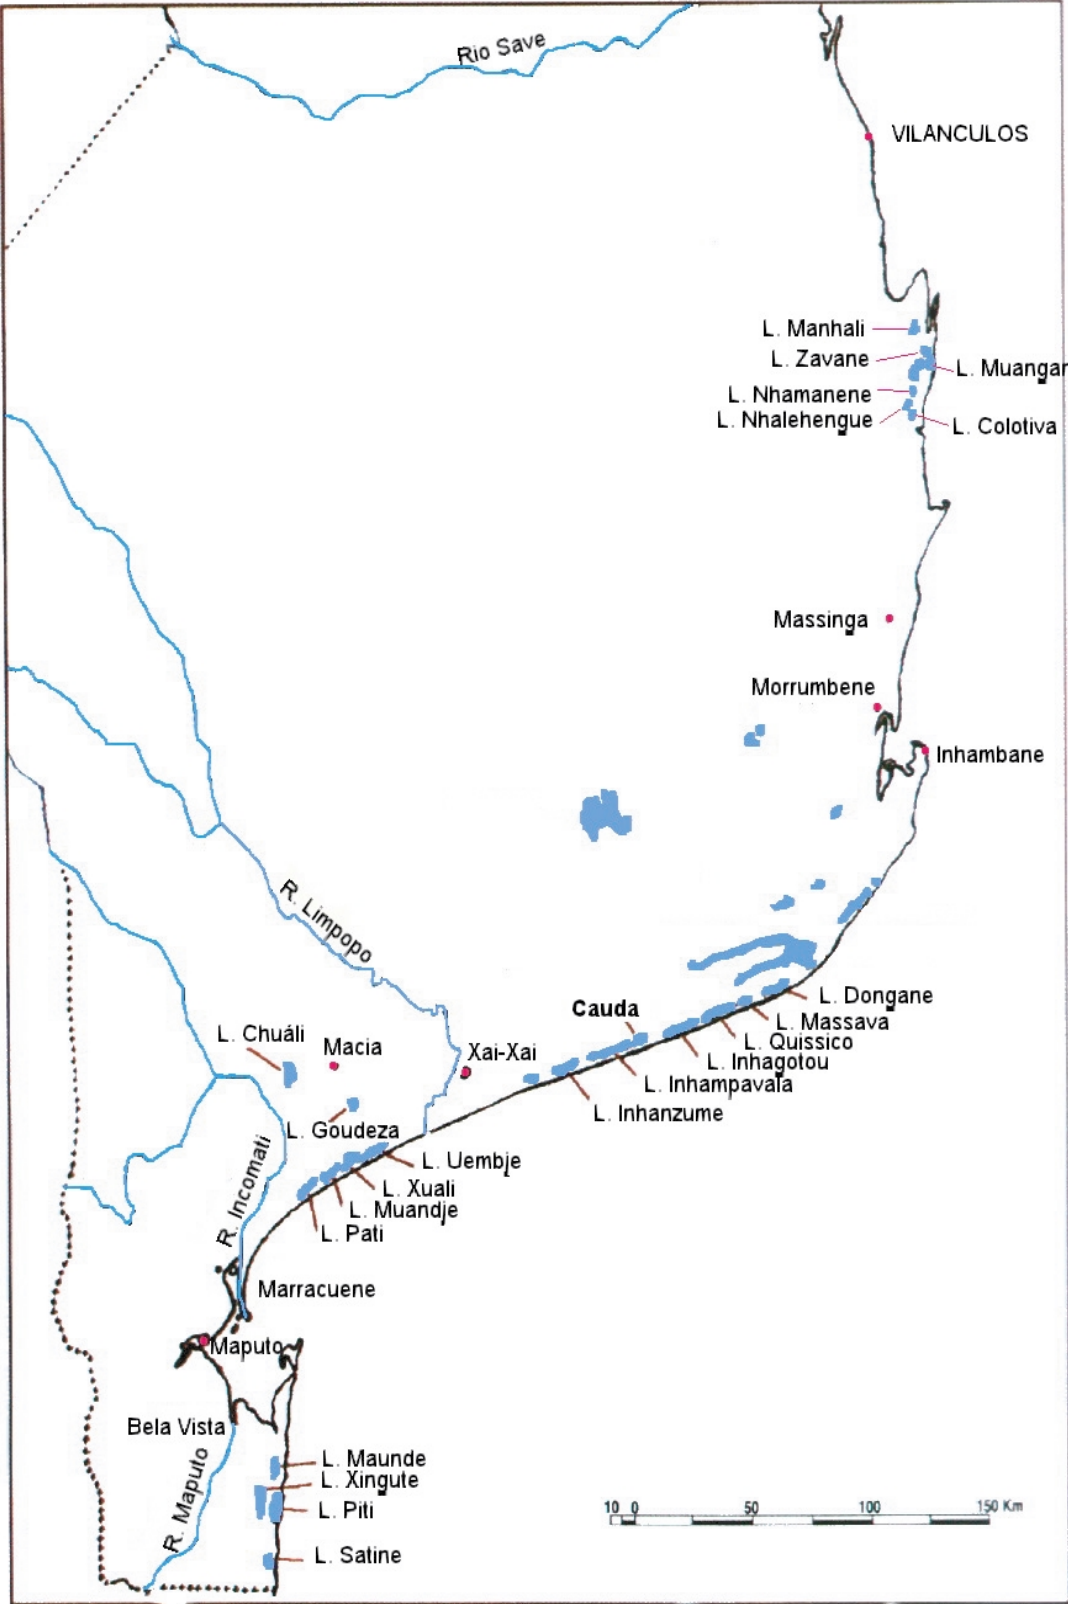 Rio Save
VILANCULOS
L. Manhali
L. Zavane
L. Muangar
L. Nhamanene
L. Nhalehengue
L. Colotiva
Massinga
Morrumbene
Inhambane
R. Limpopo
L. Dongane
Cauda
L. Massava
L. Chuáli
Macia
Xai-Xai
L. Quissico
L. Inhagotou
L. Inhampavala
L. Inhanzume
L. Goudeza
L. Uembje
R. Incomati
L. Xuali
L. Muandje
L. Pati
Marracuene
Maputo
Bela Vista
L. Maunde
L. Xingute
R. Maputo
L. Piti
10 0 50 100 150 Km
L. Satine